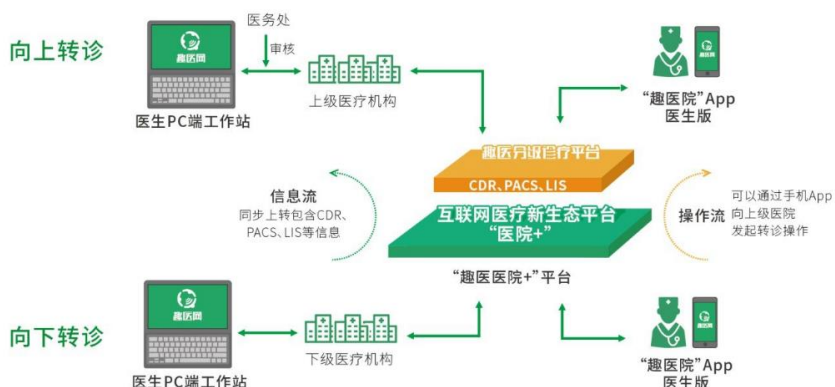 向上转诊
趣医网
医生PC端工作站
医务处
审核
上级医疗机构
“趣医院”App
医生版
趣医分级诊疗平台
CDR、PACS、LIS
互联网医疗新生态平台
“医院+”
“趣医医院+”平台
信息流
同步上转包含CDR、
PACS、LIS等信息
操作流
可以通过手机App
向上级医院
发起转诊操作
向下转诊
趣医网
医生PC端工作站
下级医疗机构
“趣医院”App
医生版